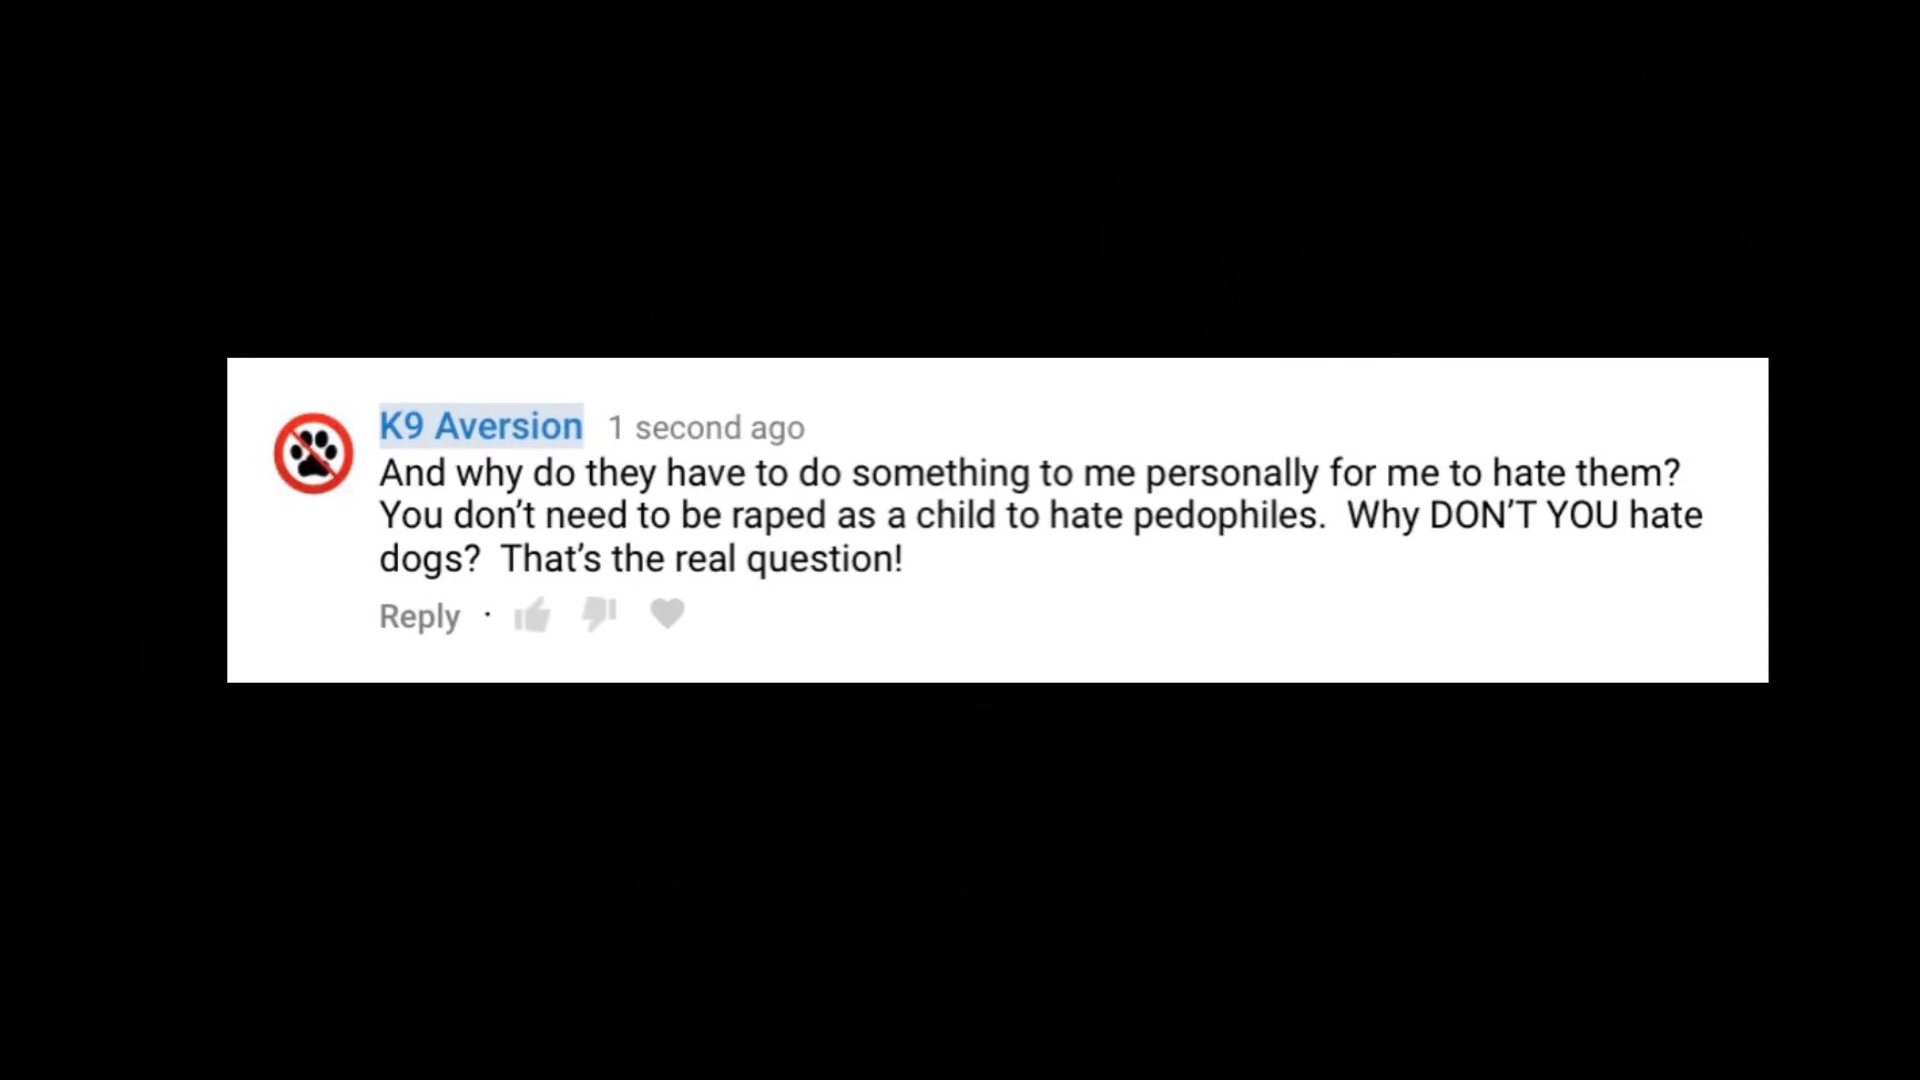 K9 Aversion 1 second ago
And why do they have to do something to me personally for me to hate them?
You don’t need to be raped as a child to hate pedophiles.  Why DON’T YOU hate
dogs?  That’s the real question!
Reply ·